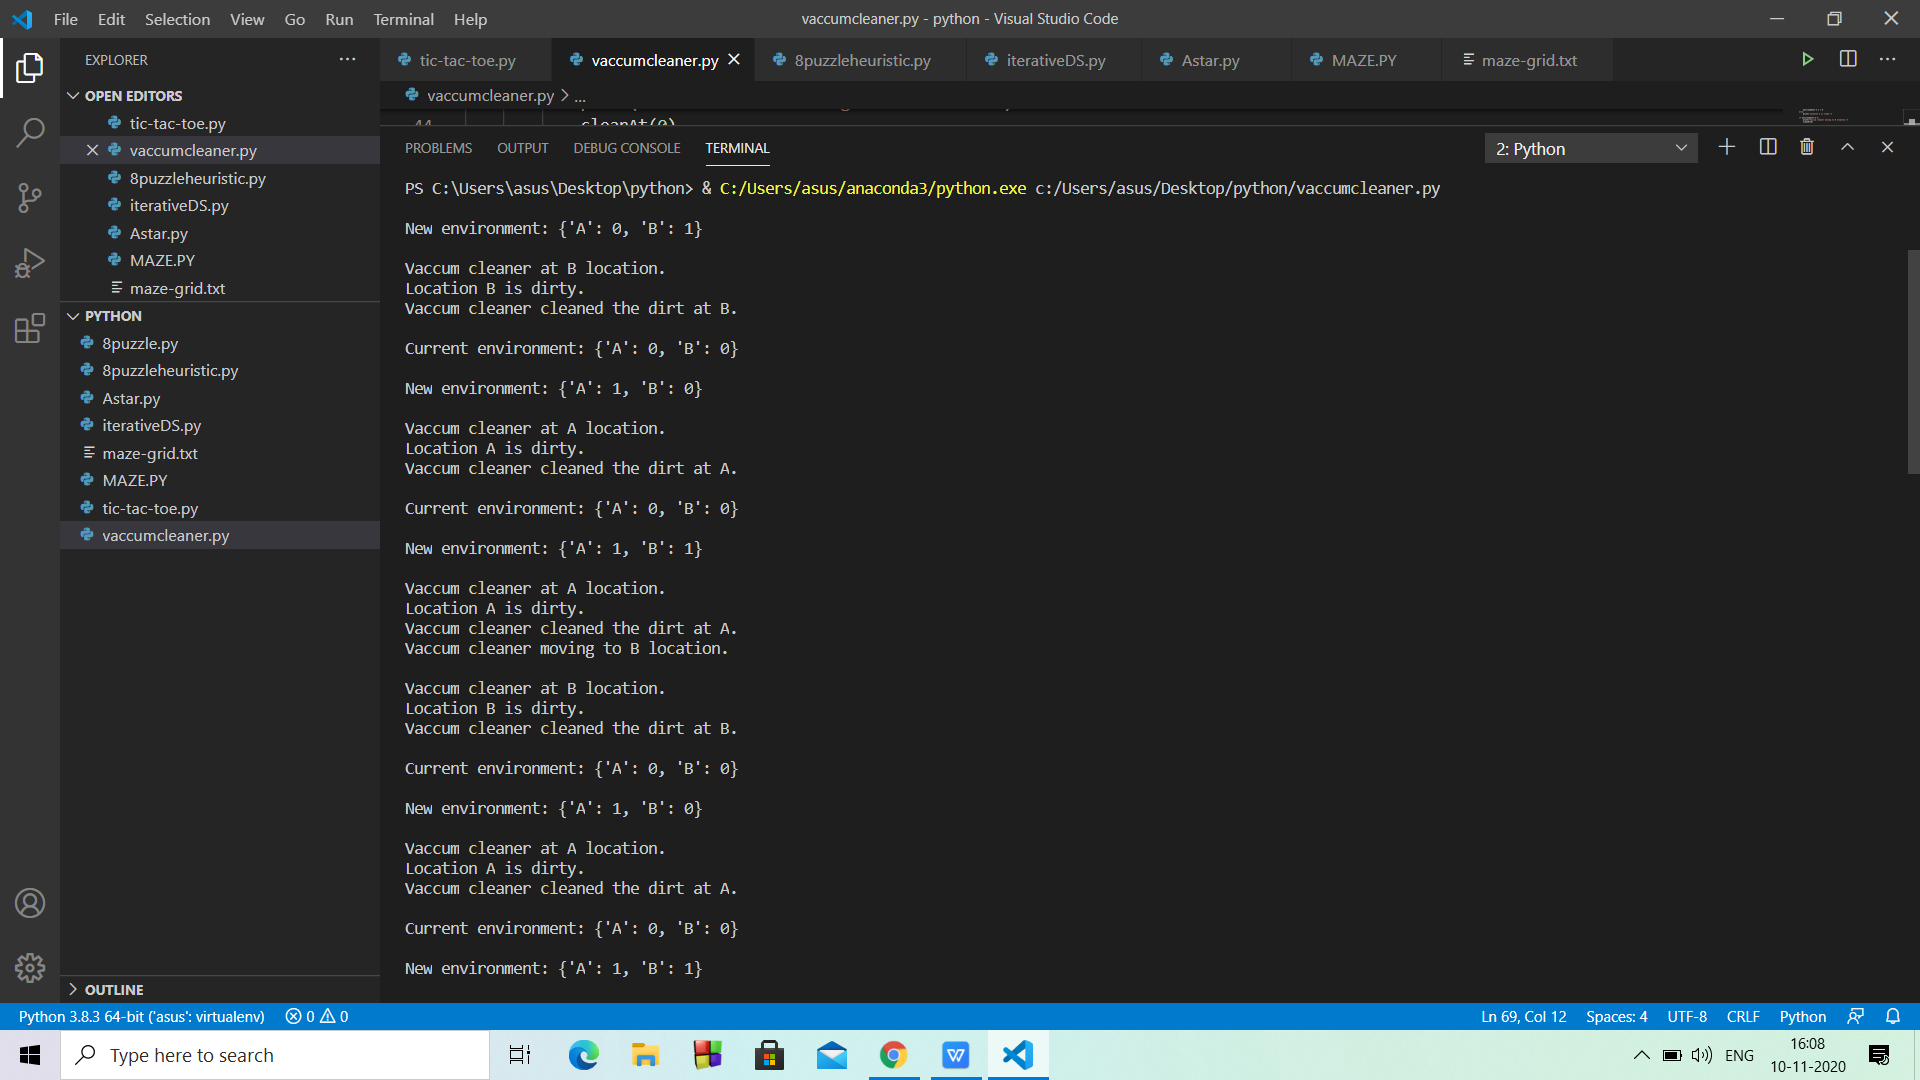 File Edit Selection View Go Run Terminal Help
vaccumcleaner.py - python - Visual Studio Code
EXPLORER
OPEN EDITORS
tic-tac-toe.py
vaccumcleaner.py
8puzzleheuristic.py
iterativeDS.py
Astar.py
MAZE.PY
maze-grid.txt
PYTHON
8puzzle.py
8puzzleheuristic.py
Astar.py
iterativeDS.py
maze-grid.txt
MAZE.PY
tic-tac-toe.py
vaccumcleaner.py
OUTLINE
tic-tac-toe.py vaccumcleaner.py 8puzzleheuristic.py iterativeDS.py Astar.py MAZE.PY maze-grid.txt
vaccumcleaner.py > ...
44 cleanAt(0)
PROBLEMS OUTPUT DEBUG CONSOLE TERMINAL 2: Python
PS C:\Users\asus\Desktop\python> & C:/Users/asus/anaconda3/python.exe c:/Users/asus/Desktop/python/vaccumcleaner.py
New environment: {'A': 0, 'B': 1}
Vaccum cleaner at B location.
Location B is dirty.
Vaccum cleaner cleaned the dirt at B.
Current environment: {'A': 0, 'B': 0}
New environment: {'A': 1, 'B': 0}
Vaccum cleaner at A location.
Location A is dirty.
Vaccum cleaner cleaned the dirt at A.
Current environment: {'A': 0, 'B': 0}
New environment: {'A': 1, 'B': 1}
Vaccum cleaner at A location.
Location A is dirty.
Vaccum cleaner cleaned the dirt at A.
Vaccum cleaner moving to B location.
Vaccum cleaner at B location.
Location B is dirty.
Vaccum cleaner cleaned the dirt at B.
Current environment: {'A': 0, 'B': 0}
New environment: {'A': 1, 'B': 0}
Vaccum cleaner at A location.
Location A is dirty.
Vaccum cleaner cleaned the dirt at A.
Current environment: {'A': 0, 'B': 0}
New environment: {'A': 1, 'B': 1}
Python 3.8.3 64-bit ('asus': virtualenv) 0 0
Ln 69, Col 12 Spaces: 4 UTF-8 CRLF Python
Type here to search
ENG
16:08
10-11-2020